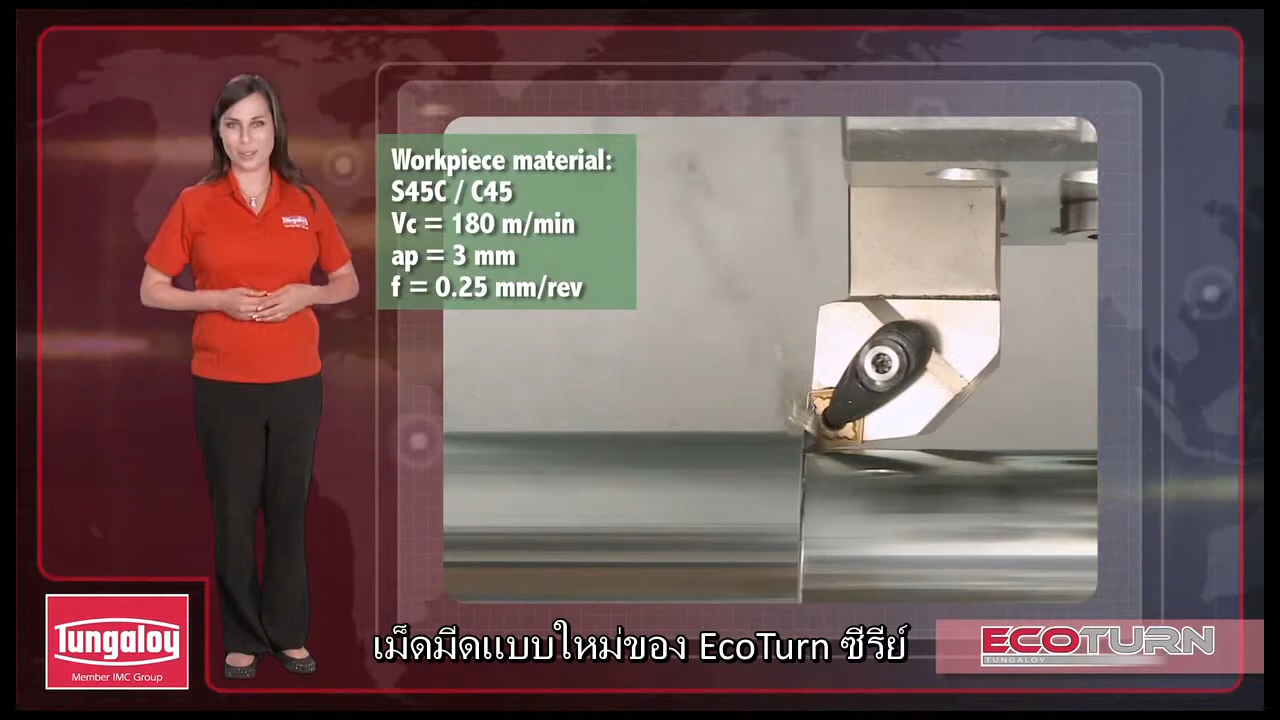 Workpiece material:
S45C / C45
Vc = 180 m/min
ap = 3 mm
f = 0.25 mm/rev
Tungaloy
Member IMC Group
เม็ดมีดแบบใหม่ของ EcoTurn ซีรีย์
ECOTURN
TUNGALOY